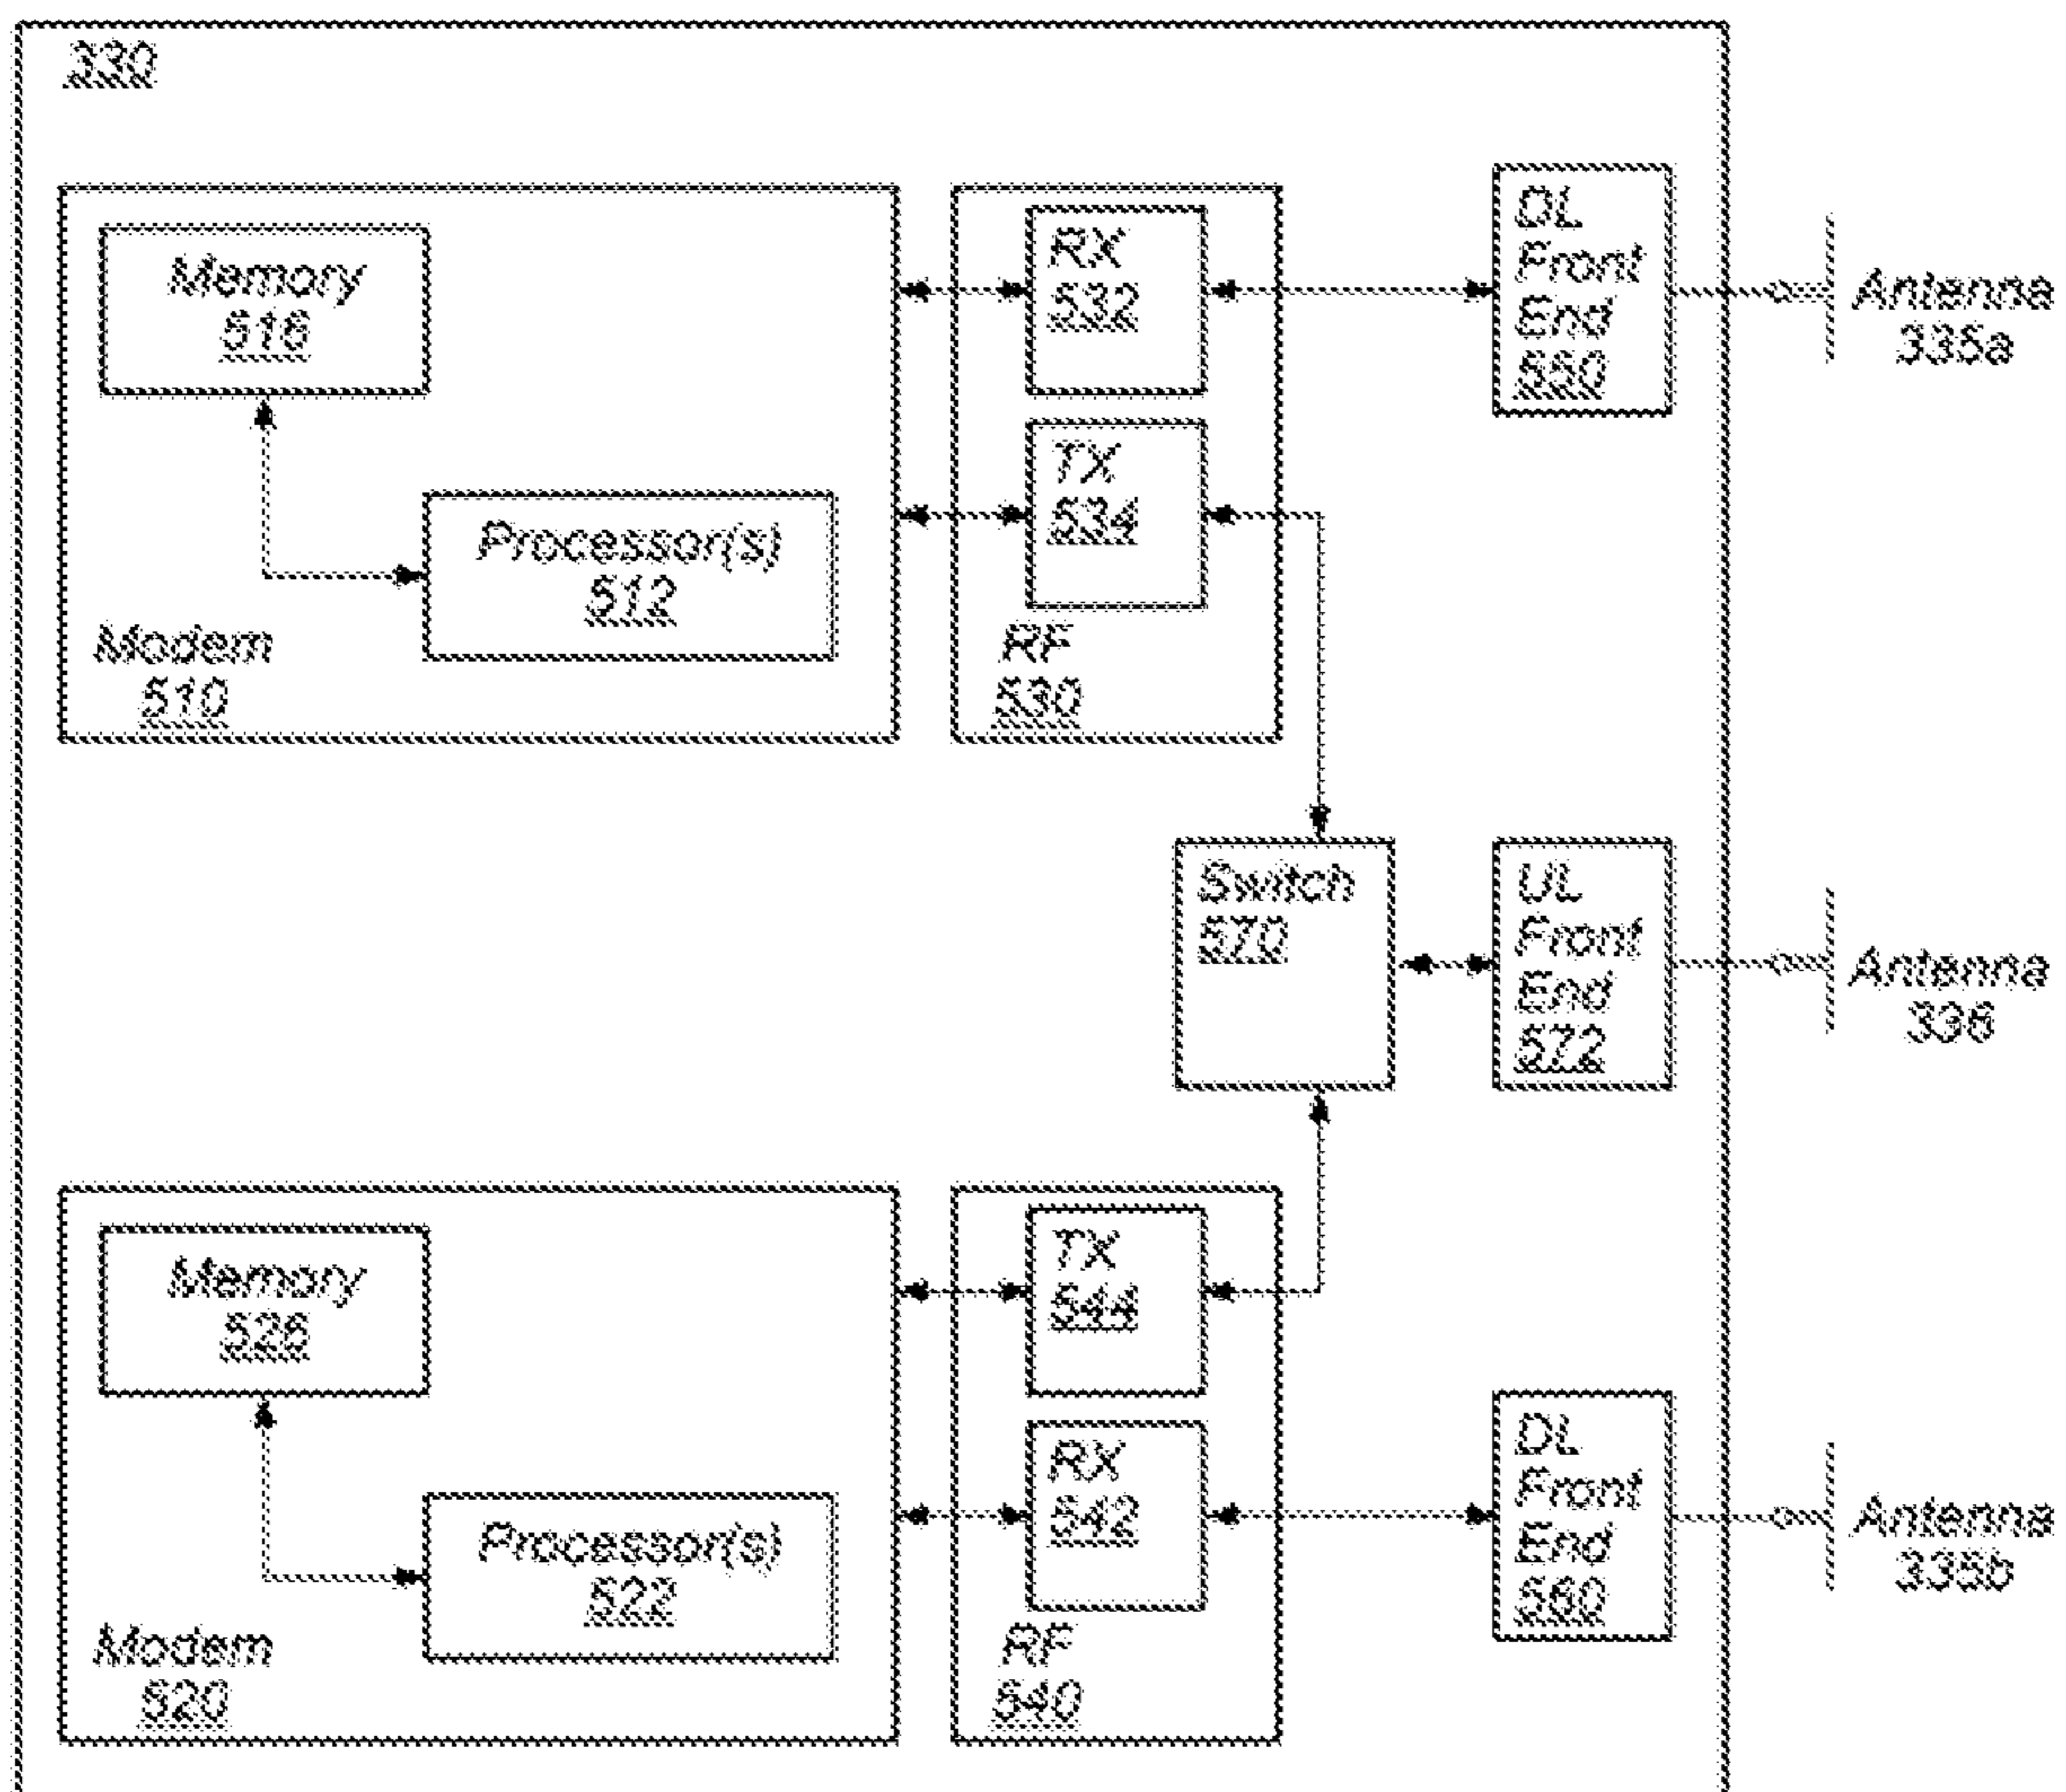 330
Memory
516
Processor(s)
512
Modem
510
RX
532
TX
534
RF
530
DL
Front
End
550
Antenna
335a
Switch
570
UL
Front
End
572
Antenna
336
Memory
526
Processor(s)
522
Modem
520
TX
544
RX
542
RF
540
DL
Front
End
560
Antenna
335b